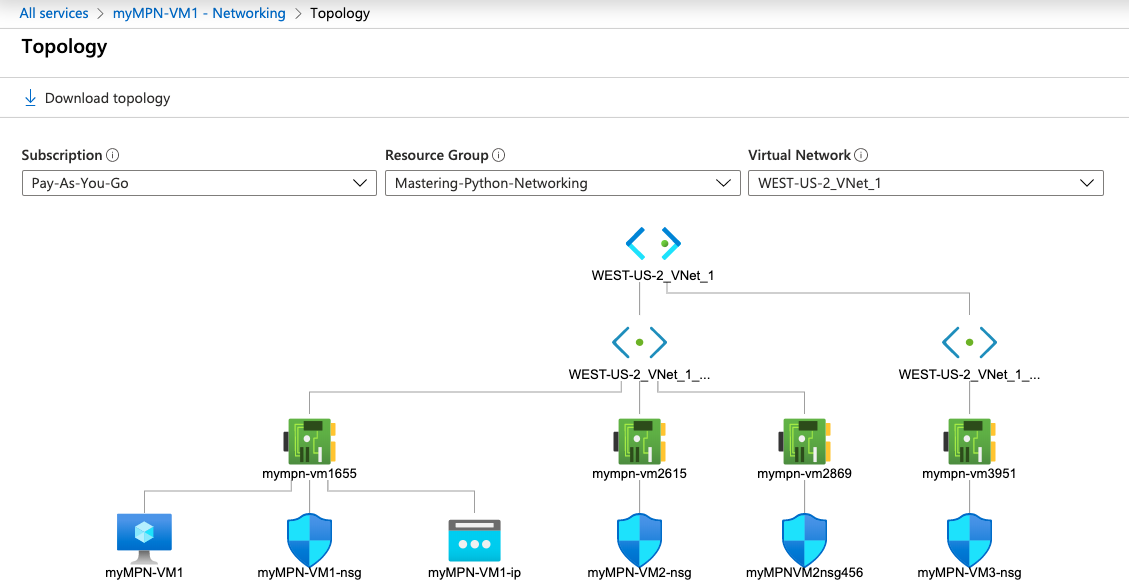 All services > myMPN-VM1 - Networking > Topology
Topology
Download topology
Subscription Resource Group Virtual Network
Pay-As-You-Go Mastering-Python-Networking WEST-US-2_VNet_1
WEST-US-2_VNet_1
WEST-US-2_VNet_1_... WEST-US-2_VNet_1_...
mympn-vm1655 mympn-vm2615 mympn-vm2869 mympn-vm3951
myMPN-VM1 myMPN-VM1-nsg myMPN-VM1-ip myMPN-VM2-nsg myMPNVM2nsg456 myMPN-VM3-nsg